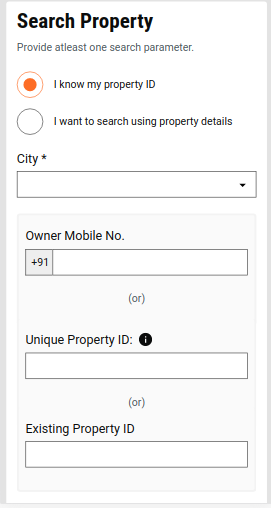 Search Property
Provide atleast one search parameter.
I know my property ID
I want to search using property details
City *
Owner Mobile No.
+91
(or)
Unique Property ID:
(or)
Existing Property ID